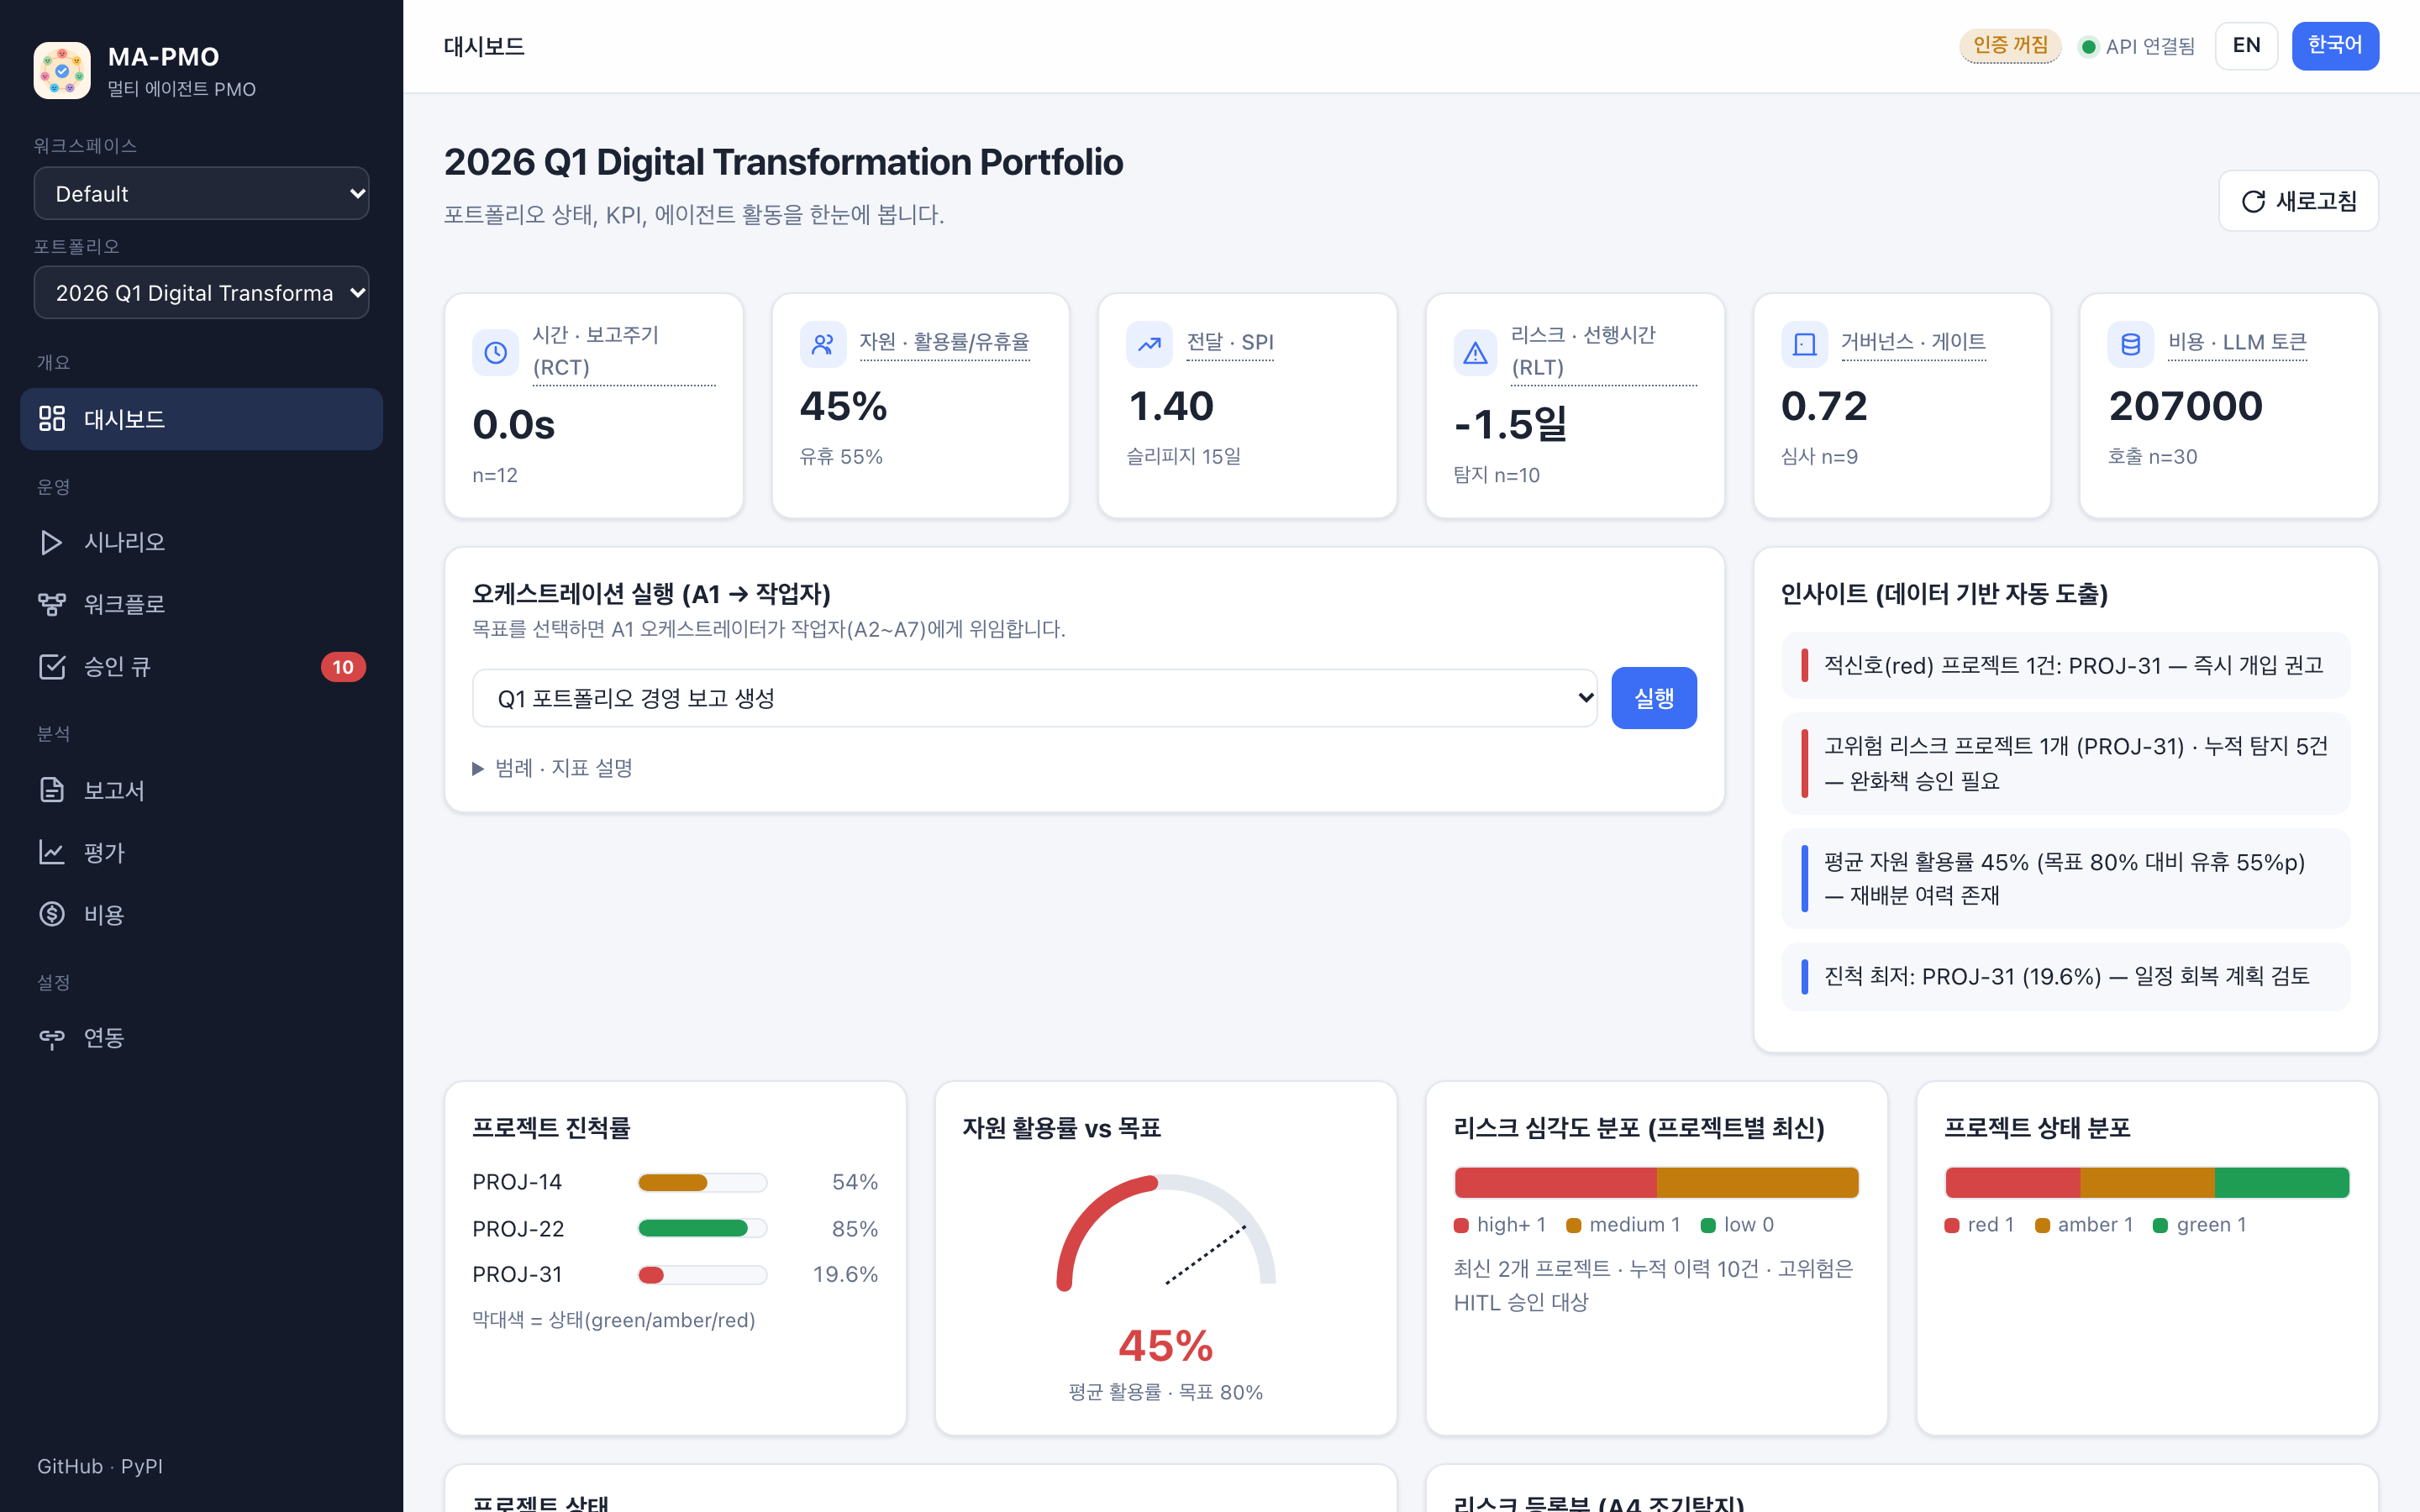 MA-PMO
멀티 에이전트 PMO
워크스페이스
Default
포트폴리오
2026 Q1 Digital Transforma
개요
대시보드
운영
시나리오
워크플로
승인 큐
10
분석
보고서
평가
비용
설정
연동
GitHub · PyPI
대시보드
인증 꺼짐
API 연결됨
EN
한국어
2026 Q1 Digital Transformation Portfolio
포트폴리오 상태, KPI, 에이전트 활동을 한눈에 봅니다.
새로고침
시간 · 보고주기
(RCT)
0.0s
n=12
자원 · 활용률/유휴율
45%
유휴 55%
전달 · SPI
1.40
슬리피지 15일
리스크 · 선행시간
(RLT)
-1.5일
탐지 n=10
거버넌스 · 게이트
0.72
심사 n=9
비용 · LLM 토큰
207000
호출 n=30
오케스트레이션 실행 (A1 → 작업자)
목표를 선택하면 A1 오케스트레이터가 작업자(A2~A7)에게 위임합니다.
Q1 포트폴리오 경영 보고 생성
실행
▶ 범례 · 지표 설명
인사이트 (데이터 기반 자동 도출)
적신호(red) 프로젝트 1건: PROJ-31 — 즉시 개입 권고
고위험 리스크 프로젝트 1개 (PROJ-31) · 누적 탐지 5건
— 완화책 승인 필요
평균 자원 활용률 45% (목표 80% 대비 유휴 55%p)
— 재배분 여력 존재
진척 최저: PROJ-31 (19.6%) — 일정 회복 계획 검토
프로젝트 진척률
PROJ-14 54%
PROJ-22 85%
PROJ-31 19.6%
막대색 = 상태(green/amber/red)
자원 활용률 vs 목표
45%
평균 활용률 · 목표 80%
리스크 심각도 분포 (프로젝트별 최신)
high+ 1 medium 1 low 0
최신 2개 프로젝트 · 누적 이력 10건 · 고위험은
HITL 승인 대상
프로젝트 상태 분포
red 1 amber 1 green 1
프로젝트 상태
리스크 등록부 (A4 조기탐지)